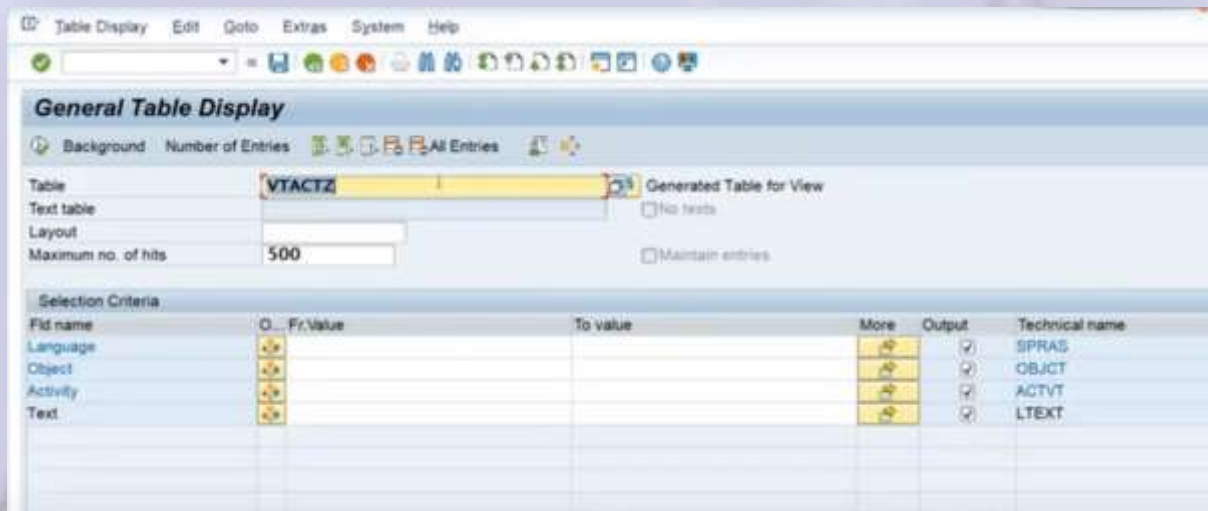 Table Display Edit Goto Extras System Help
General Table Display
Background Number of Entries All Entries
Table VTACTZ Generated Table for View
Text table No texts
Layout
Maximum no. of hits 500 Maintain entries
Selection Criteria
Fld name O... Fr.Value To value More Output Technical name
Language SPRAS
Object OBJCT
Activity ACTVT
Text LTEXT